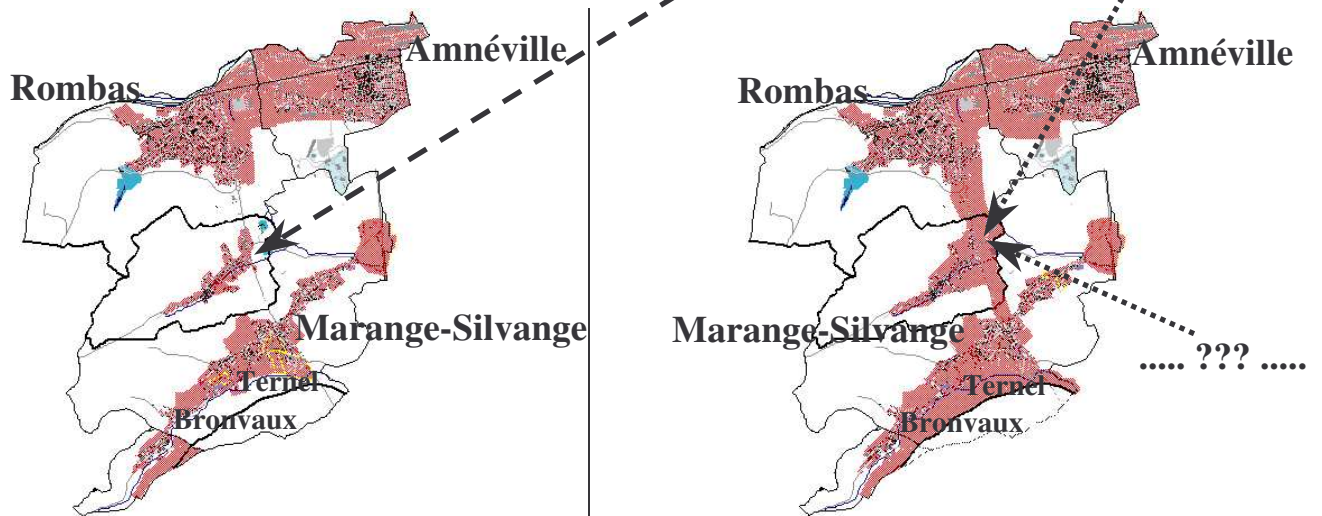 Amnéville
Rombas
Marange-Silvange
Ternel
Bronvaux
Amnéville
Rombas
Marange-Silvange
..... ??? .....
Ternel
Bronvaux